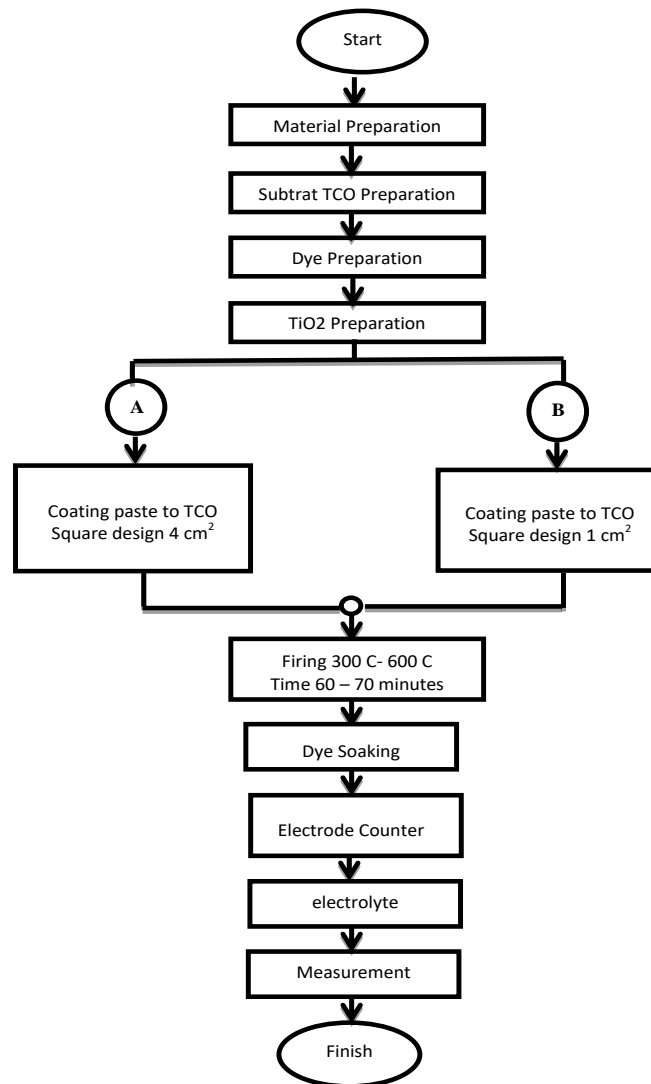 Start
Material Preparation
Subtrat TCO Preparation
Dye Preparation
TiO2 Preparation
A
B
Coating paste to TCO
Square design 4 cm²
Coating paste to TCO
Square design 1 cm²
Firing 300 C- 600 C
Time 60 – 70 minutes
Dye Soaking
Electrode Counter
electrolyte
Measurement
Finish